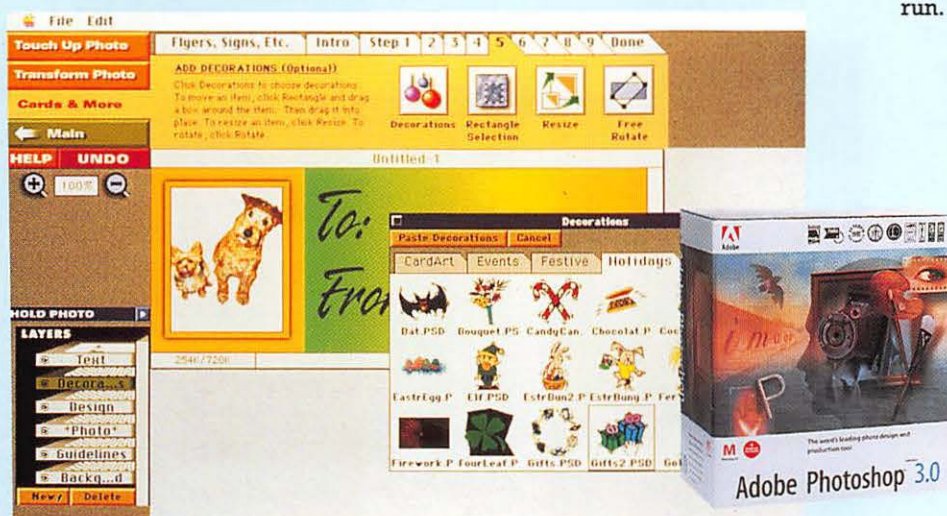 run.
File Edit
Touch Up Photo
Transform Photo
Cards & More
Main
HELP UNDO
100%
Flyers, Signs, Etc. Intro Step 1 2 3 4 5 6 7 8 9 Done
ADD DECORATIONS (Optional)
Click Decorations to choose decorations.
To move an item, click Rectangle and drag
a box around the item. Then drag it into
place. To resize an item, click Resize. To
rotate, click Rotate.
Decorations
Rectangle
Selection
Resize
Free
Rotate
Untitled-1
To:
From
254K/720K
HOLD PHOTO
LAYERS
Text
Decora...s
Design
*Photo*
Guidelines
Backg...d
New Delete
Decorations
Paste Decorations Cancel
CardArt Events Festive Holidays
Bat.PSD Bouquet.PS CandyCan. Chocolat.P Coc
EastrEgg.P Elf.PSD EstrBun2.P EstrBung.P Fer
Firework.P FourLeaf.P Gifts.PSD Gifts2.PSD Gol
Adobe
image
P
M
The world's leading photo design and
production tool
Adobe Photoshop 3.0